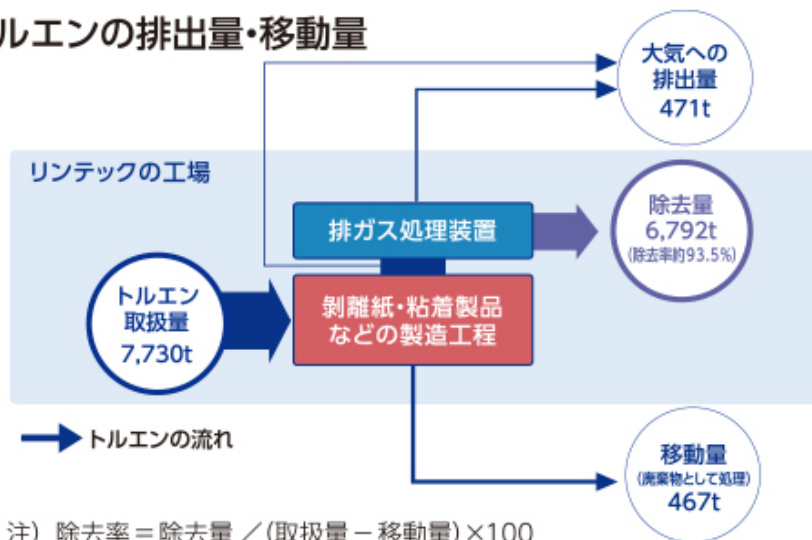 ルエンの排出量・移動量
大気への
排出量
471t
リンテックの工場
排ガス処理装置
除去量
6,792t
(除去率約93.5%)
トルエン
取扱量
7,730t
剝離紙・粘着製品
などの製造工程
トルエンの流れ
移動量
(廃棄物として処理)
467t
注）除去率＝除去量／(取扱量－移動量)×100